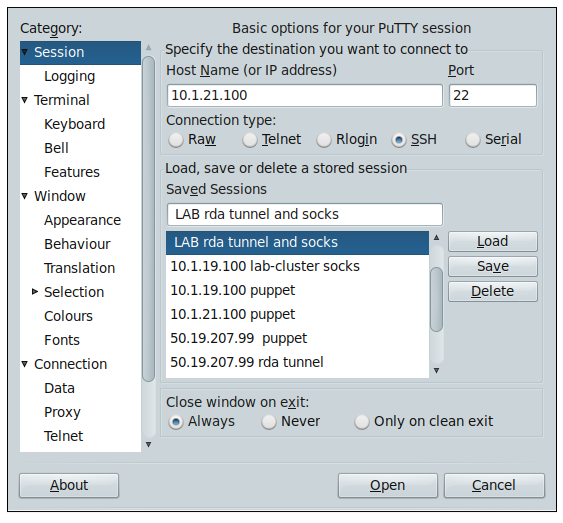 Category:
Session
Logging
Terminal
Keyboard
Bell
Features
Window
Appearance
Behaviour
Translation
Selection
Colours
Fonts
Connection
Data
Proxy
Telnet
Basic options for your PuTTY session
Specify the destination you want to connect to
Host Name (or IP address) Port
10.1.21.100 22
Connection type:
Raw Telnet Rlogin SSH Serial
Load, save or delete a stored session
Saved Sessions
LAB rda tunnel and socks
LAB rda tunnel and socks
10.1.19.100 lab-cluster socks
10.1.19.100 puppet
10.1.21.100 puppet
50.19.207.99  puppet
50.19.207.99 rda tunnel
Load
Save
Delete
Close window on exit:
Always Never Only on clean exit
About Open Cancel